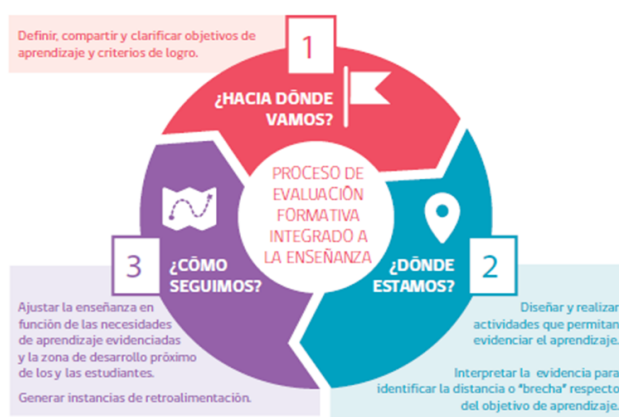 Definir, compartir y clarificar objetivos de
aprendizaje y criterios de logro.
1
¿HACIA DÓNDE
VAMOS?
PROCESO DE
EVALUACIÓN
FORMATIVA
INTEGRADO A
LA ENSEÑANZA
¿DÓNDE
ESTAMOS?
2
Diseñar y realizar
actividades que permitan
evidenciar el aprendizaje.
Interpretar la evidencia para
identificar la distancia o “brecha” respecto
del objetivo de aprendizaje.
3
¿CÓMO
SEGUIMOS?
Ajustar la enseñanza en
función de las necesidades
de aprendizaje evidenciadas
y la zona de desarrollo próximo
de los y las estudiantes.
Generar instancias de retroalimentación.